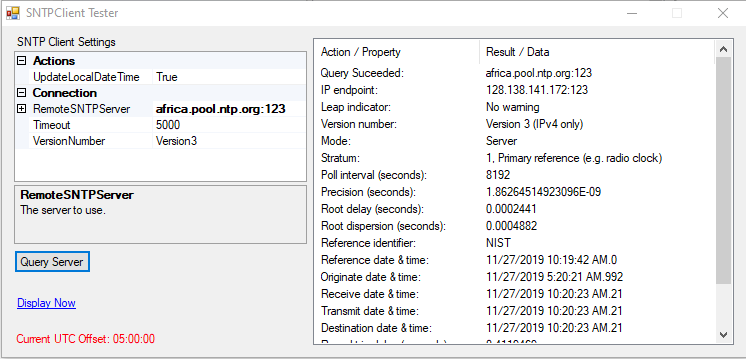 SNTPClient Tester
SNTP Client Settings
Actions
UpdateLocalDateTime True
Connection
RemoteSNTPServer africa.pool.ntp.org:123
Timeout 5000
VersionNumber Version3
RemoteSNTPServer
The server to use.
Query Server
Display Now
Current UTC Offset: 05:00:00
Action / Property Result / Data
Query Suceeded: africa.pool.ntp.org:123
IP endpoint: 128.138.141.172:123
Leap indicator: No warning
Version number: Version 3 (IPv4 only)
Mode: Server
Stratum: 1, Primary reference (e.g. radio clock)
Poll interval (seconds): 8192
Precision (seconds): 1.86264514923096E-09
Root delay (seconds): 0.0002441
Root dispersion (seconds): 0.0004882
Reference identifier: NIST
Reference date & time: 11/27/2019 10:19:42 AM.0
Originate date & time: 11/27/2019 5:20:21 AM.992
Receive date & time: 11/27/2019 10:20:23 AM.21
Transmit date & time: 11/27/2019 10:20:23 AM.21
Destination date & time: 11/27/2019 10:20:23 AM.21